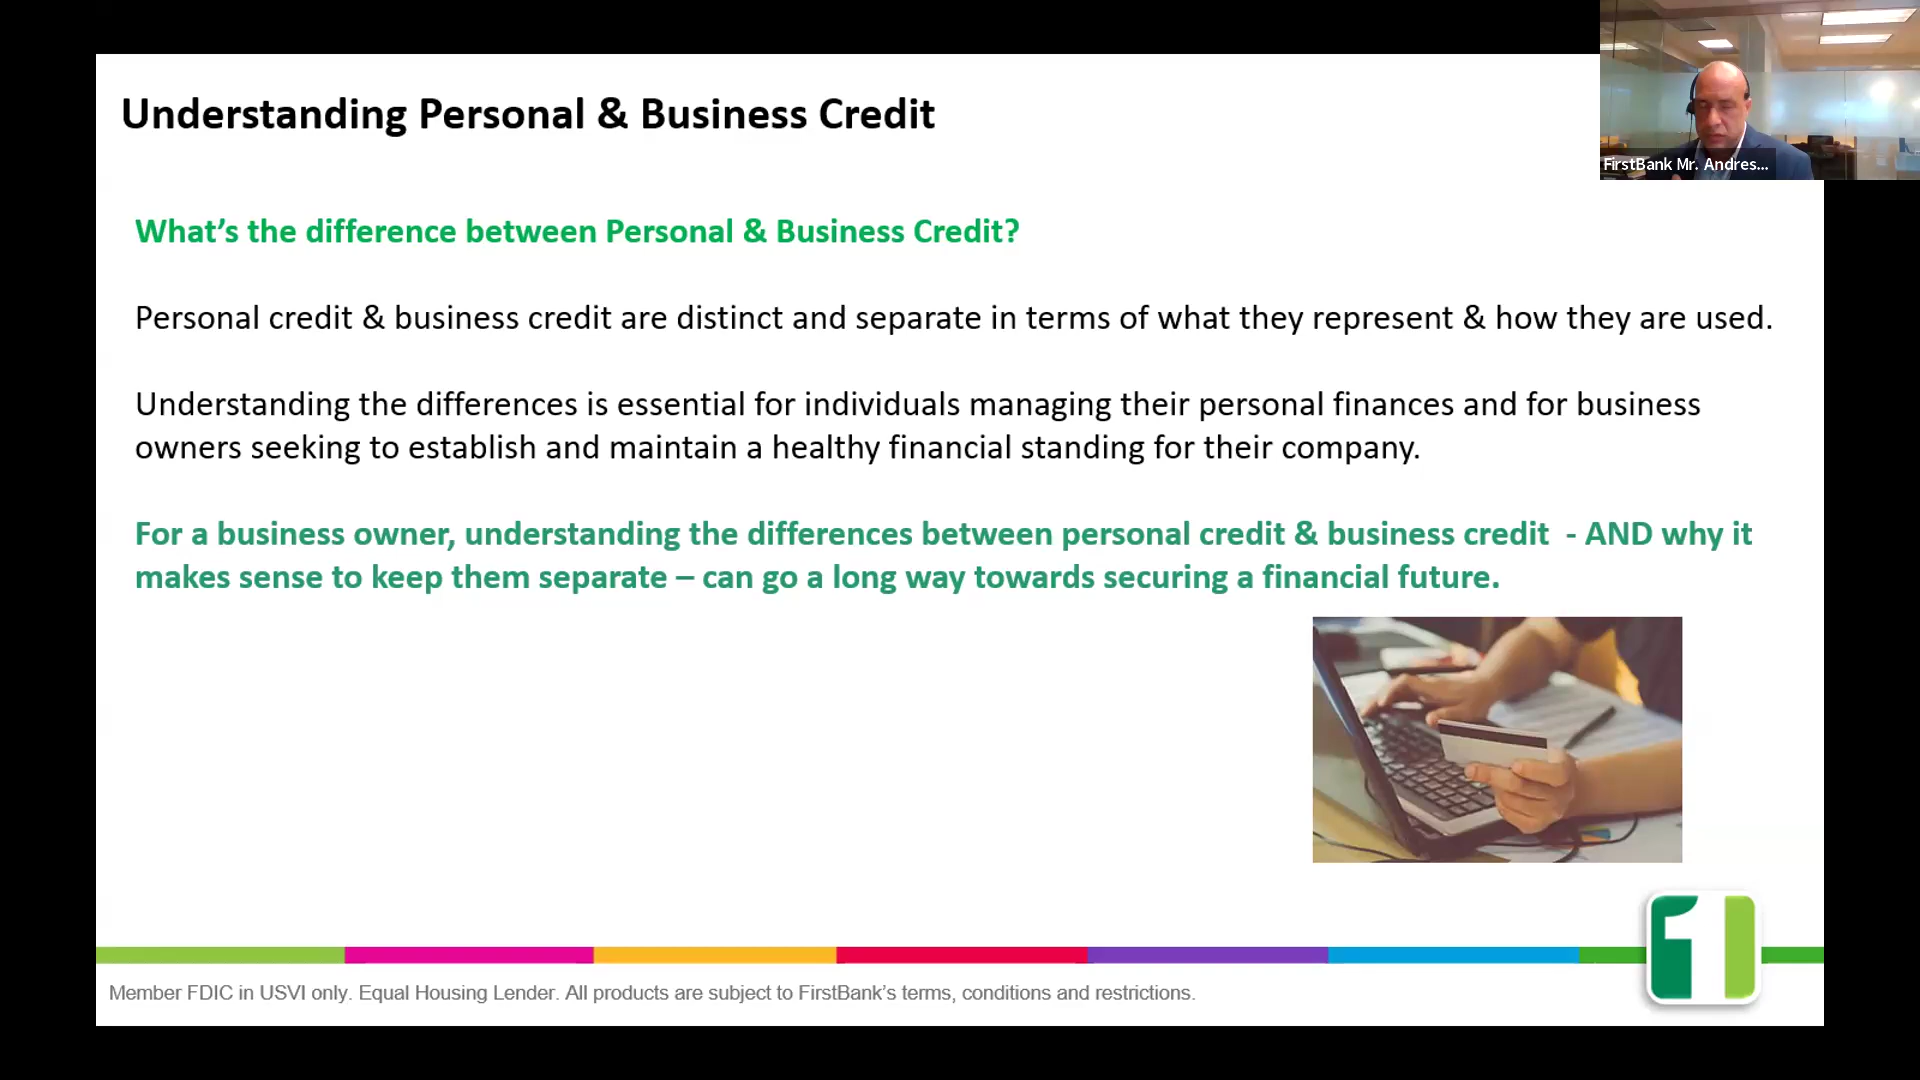 Understanding Personal & Business Credit
FirstBank Mr. Andres...
What’s the difference between Personal & Business Credit?
Personal credit & business credit are distinct and separate in terms of what they represent & how they are used.
Understanding the differences is essential for individuals managing their personal finances and for business
owners seeking to establish and maintain a healthy financial standing for their company.
For a business owner, understanding the differences between personal credit & business credit  - AND why it
makes sense to keep them separate – can go a long way towards securing a financial future.
1
Member FDIC in USVI only. Equal Housing Lender. All products are subject to FirstBank’s terms, conditions and restrictions.